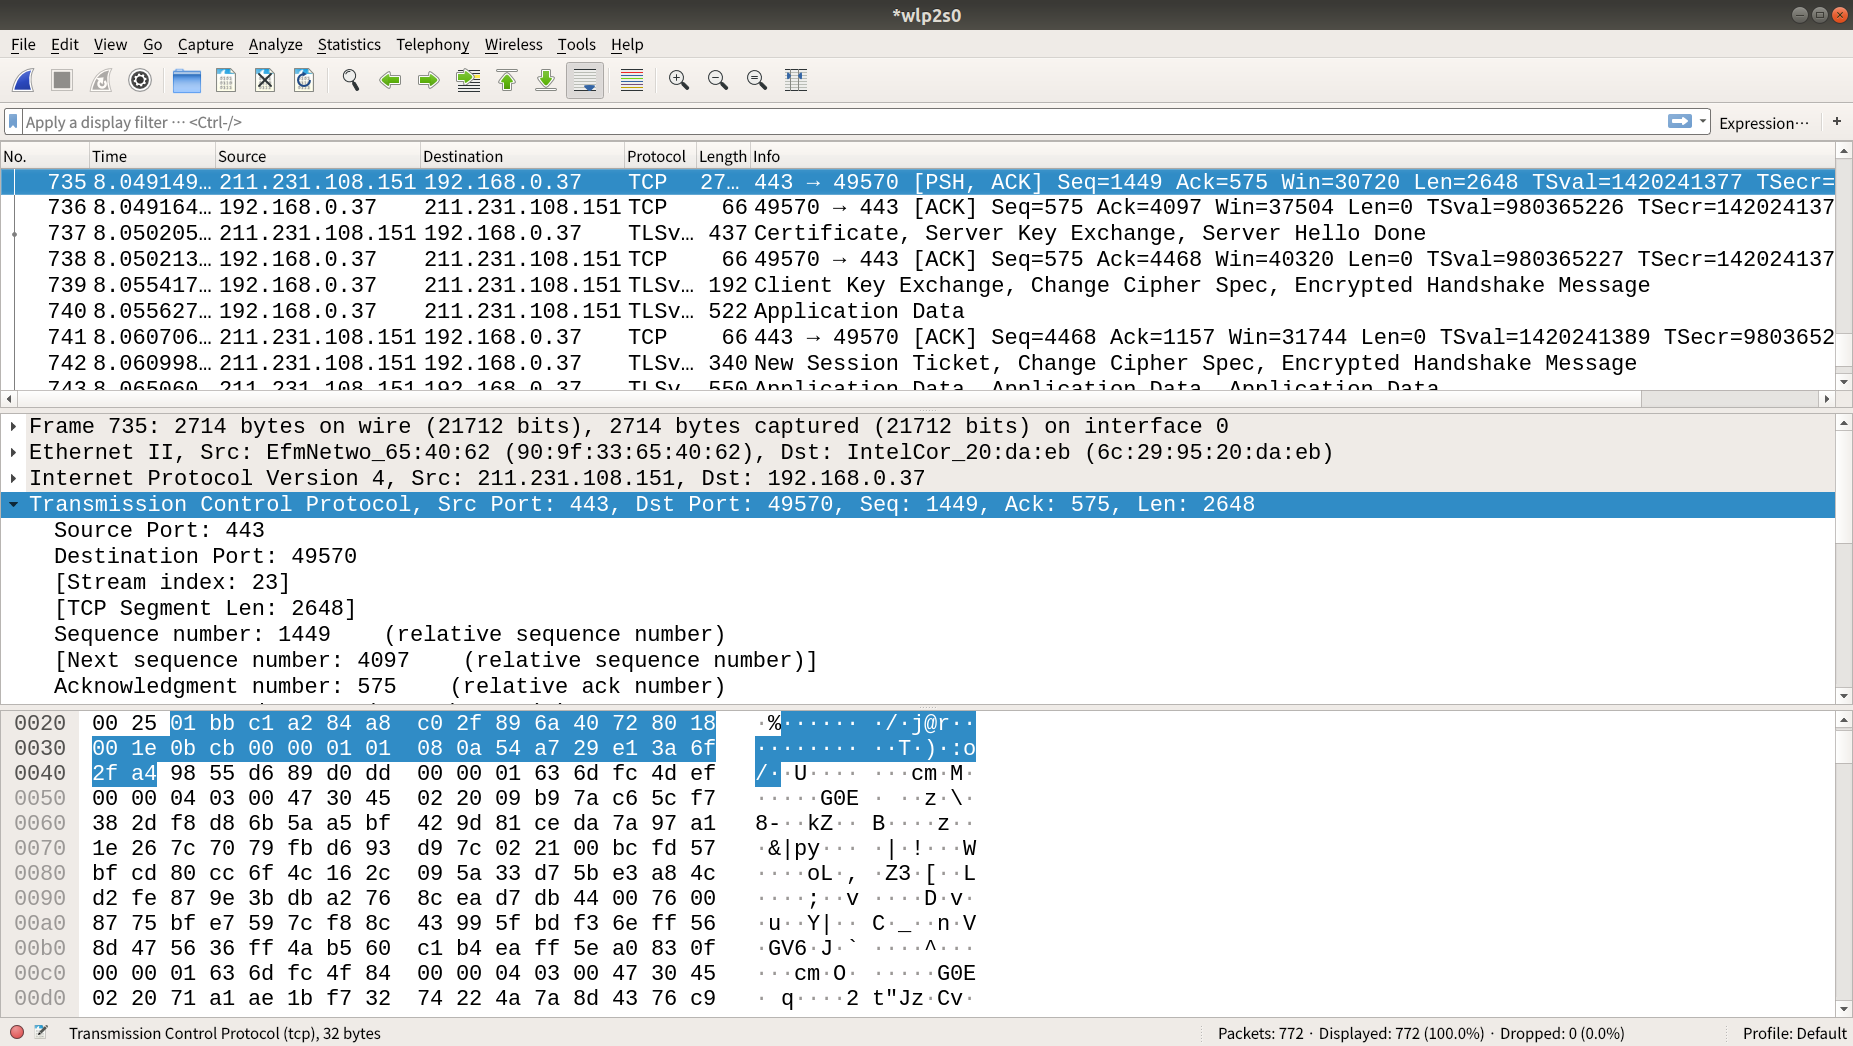 *wlp2s0
File Edit View Go Capture Analyze Statistics Telephony Wireless Tools Help
Apply a display filter ... <Ctrl-/> Expression... +
No. Time Source Destination Protocol Length Info
735 8.049149... 211.231.108.151 192.168.0.37 TCP 27... 443 → 49570 [PSH, ACK] Seq=1449 Ack=575 Win=30720 Len=2648 TSval=1420241377 TSecr=
736 8.049164... 192.168.0.37 211.231.108.151 TCP 66 49570 → 443 [ACK] Seq=575 Ack=4097 Win=37504 Len=0 TSval=980365226 TSecr=142024137
737 8.050205... 211.231.108.151 192.168.0.37 TLSv... 437 Certificate, Server Key Exchange, Server Hello Done
738 8.050213... 192.168.0.37 211.231.108.151 TCP 66 49570 → 443 [ACK] Seq=575 Ack=4468 Win=40320 Len=0 TSval=980365227 TSecr=142024137
739 8.055417... 192.168.0.37 211.231.108.151 TLSv... 192 Client Key Exchange, Change Cipher Spec, Encrypted Handshake Message
740 8.055627... 192.168.0.37 211.231.108.151 TLSv... 522 Application Data
741 8.060706... 211.231.108.151 192.168.0.37 TCP 66 443 → 49570 [ACK] Seq=4468 Ack=1157 Win=31744 Len=0 TSval=1420241389 TSecr=9803652
742 8.060998... 211.231.108.151 192.168.0.37 TLSv... 340 New Session Ticket, Change Cipher Spec, Encrypted Handshake Message
743 8.065060... 211.231.108.151 192.168.0.37 TLSv... 550 Application Data, Application Data, Application Data
Frame 735: 2714 bytes on wire (21712 bits), 2714 bytes captured (21712 bits) on interface 0
Ethernet II, Src: EfmNetwo_65:40:62 (90:9f:33:65:40:62), Dst: IntelCor_20:da:eb (6c:29:95:20:da:eb)
Internet Protocol Version 4, Src: 211.231.108.151, Dst: 192.168.0.37
Transmission Control Protocol, Src Port: 443, Dst Port: 49570, Seq: 1449, Ack: 575, Len: 2648
Source Port: 443
Destination Port: 49570
[Stream index: 23]
[TCP Segment Len: 2648]
Sequence number: 1449 (relative sequence number)
[Next sequence number: 4097 (relative sequence number)]
Acknowledgment number: 575 (relative ack number)
0020 00 25 01 bb c1 a2 84 a8 c0 2f 89 6a 40 72 80 18 ·%······ ·/·j@r··
0030 00 1e 0b cb 00 00 01 01 08 0a 54 a7 29 e1 3a 6f ········ ··T·)·:o
0040 2f a4 98 55 d6 89 d0 dd 00 00 01 63 6d fc 4d ef /··U···· ···cm·M·
0050 00 00 04 03 00 47 30 45 02 20 09 b9 7a c6 5c f7 ·····G0E · ··z·\·
0060 38 2d f8 d6 6b 5a a5 bf 42 9d 81 ce da 7a 97 a1 8-··kZ·· B····z··
0070 1e 26 7c 70 79 fb d6 93 d9 7c 02 21 00 bc fd 57 ·&|py··· ·|·!···W
0080 bf cd 80 cc 6f 4c 16 2c 09 5a 33 d7 5b e3 a8 4c ····oL·, ·Z3·[··L
0090 d2 fe 87 9e 3b db a2 76 8c ea d7 db 44 00 76 00 ····;··v ····D·v·
00a0 87 75 bf e7 59 7c f8 8c 43 99 5f bd f3 6e ff 56 ·u··Y|·· C·_··n·V
00b0 8d 47 56 36 ff 4a b5 60 c1 b4 ea ff 5e a0 83 0f ·GV6·J·` ····^···
00c0 00 00 01 63 6d fc 4f 84 00 00 04 03 00 47 30 45 ···cm·O· ·····G0E
00d0 02 20 71 a1 ae 1b f7 32 74 22 4a 7a 8d 43 76 c9 · q····2 t"Jz·Cv·
Transmission Control Protocol (tcp), 32 bytes Packets: 772 · Displayed: 772 (100.0%) · Dropped: 0 (0.0%) Profile: Default